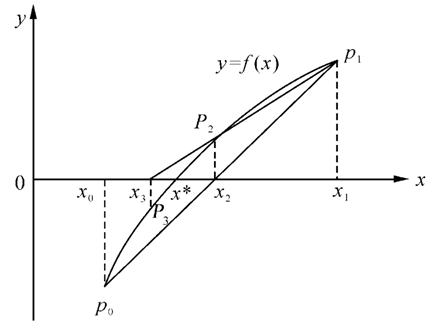 y
p₁
y=f(x)
P₂
0
x₀ x₃ x* x₂ x₁ x
P₃
p₀